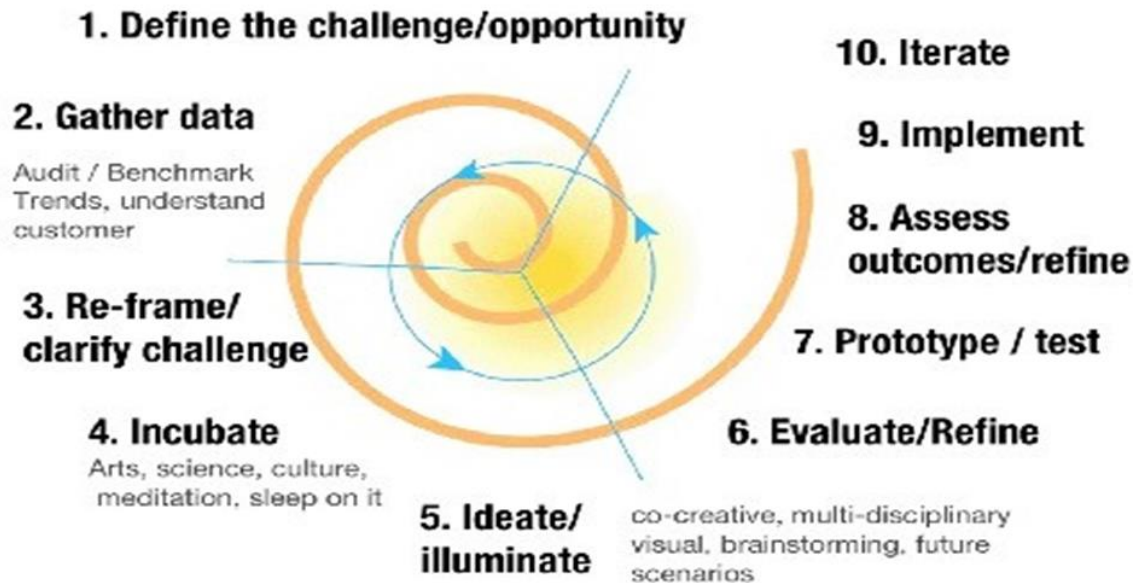 1. Define the challenge/opportunity
2. Gather data
Audit / Benchmark
Trends, understand
customer
3. Re-frame/
clarify challenge
4. Incubate
Arts, science, culture,
meditation, sleep on it
5. Ideate/
illuminate
co-creative, multi-disciplinary
visual, brainstorming, future
scenarios
6. Evaluate/Refine
7. Prototype / test
8. Assess
outcomes/refine
9. Implement
10. Iterate